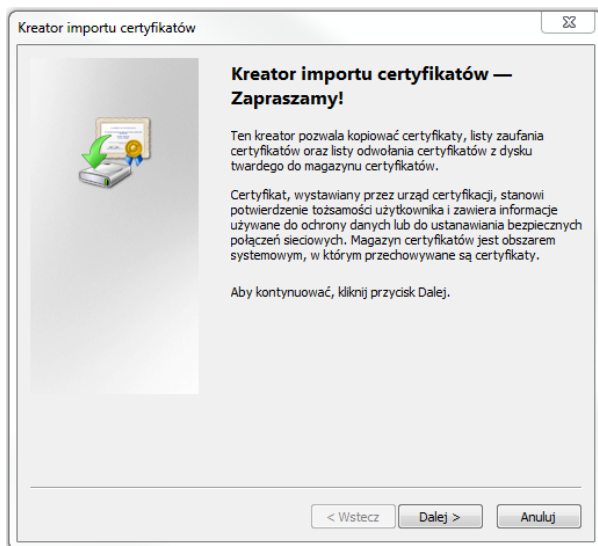 Kreator importu certyfikatów
Kreator importu certyfikatów —
Zapraszamy!
Ten kreator pozwala kopiować certyfikaty, listy zaufania
certyfikatów oraz listy odwołania certyfikatów z dysku
twardego do magazynu certyfikatów.
Certyfikat, wystawiany przez urząd certyfikacji, stanowi
potwierdzenie tożsamości użytkownika i zawiera informacje
używane do ochrony danych lub do ustanawiania bezpiecznych
połączeń sieciowych. Magazyn certyfikatów jest obszarem
systemowym, w którym przechowywane są certyfikaty.
Aby kontynuować, kliknij przycisk Dalej.
< Wstecz Dalej > Anuluj